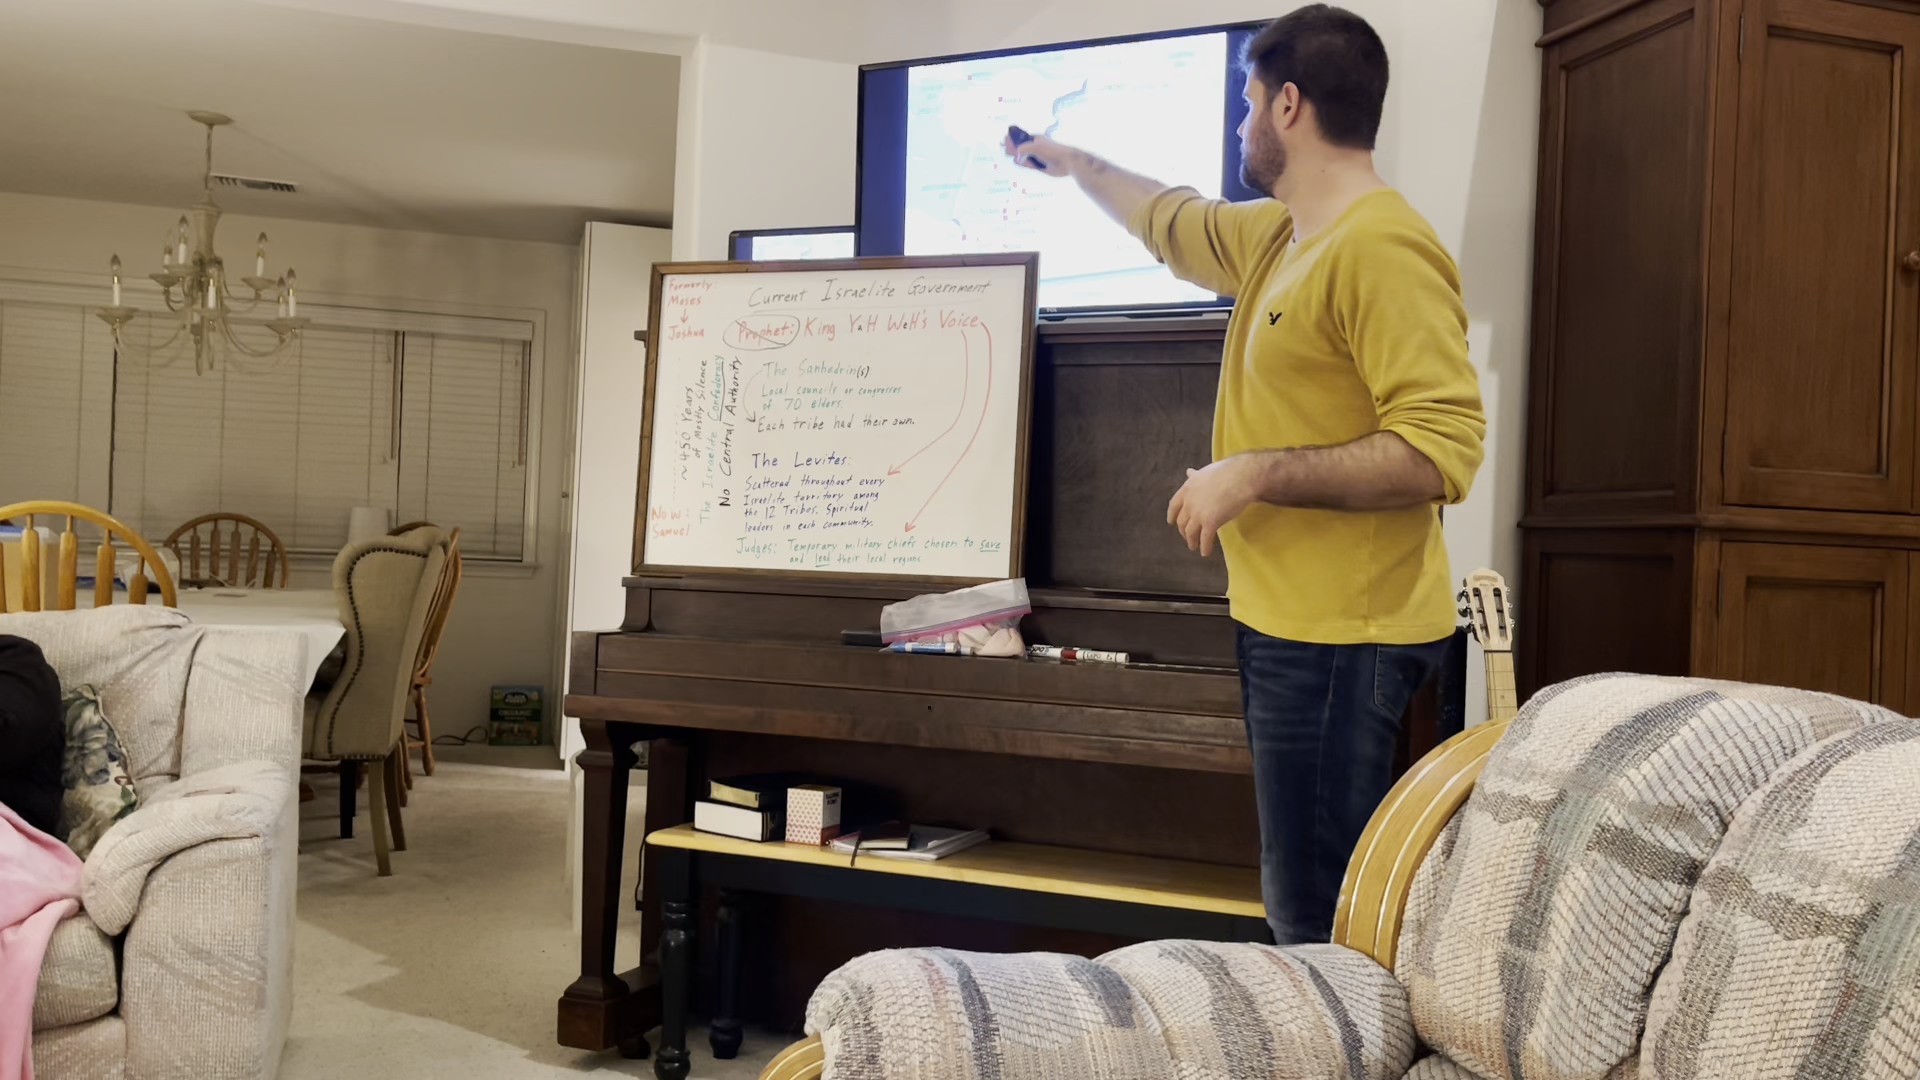 Formerly:
Moses
↓
Joshua
~ 450 Years
of Mostly Silence
The Israelite Confederacy
No Central Authority
Now:
Samuel
Current Israelite Government
Prophet: King YaH WeH's Voice
The Sanhedrin(s)
Local councils or congresses
of 70 elders.
Each tribe had their own.
The Levites:
Scattered throughout every
Israelite territory among
the 12 Tribes. Spiritual
leaders in each community.
Judges: Temporary military chiefs chosen to save
and lead their local regions
EXPO
ORGANIC